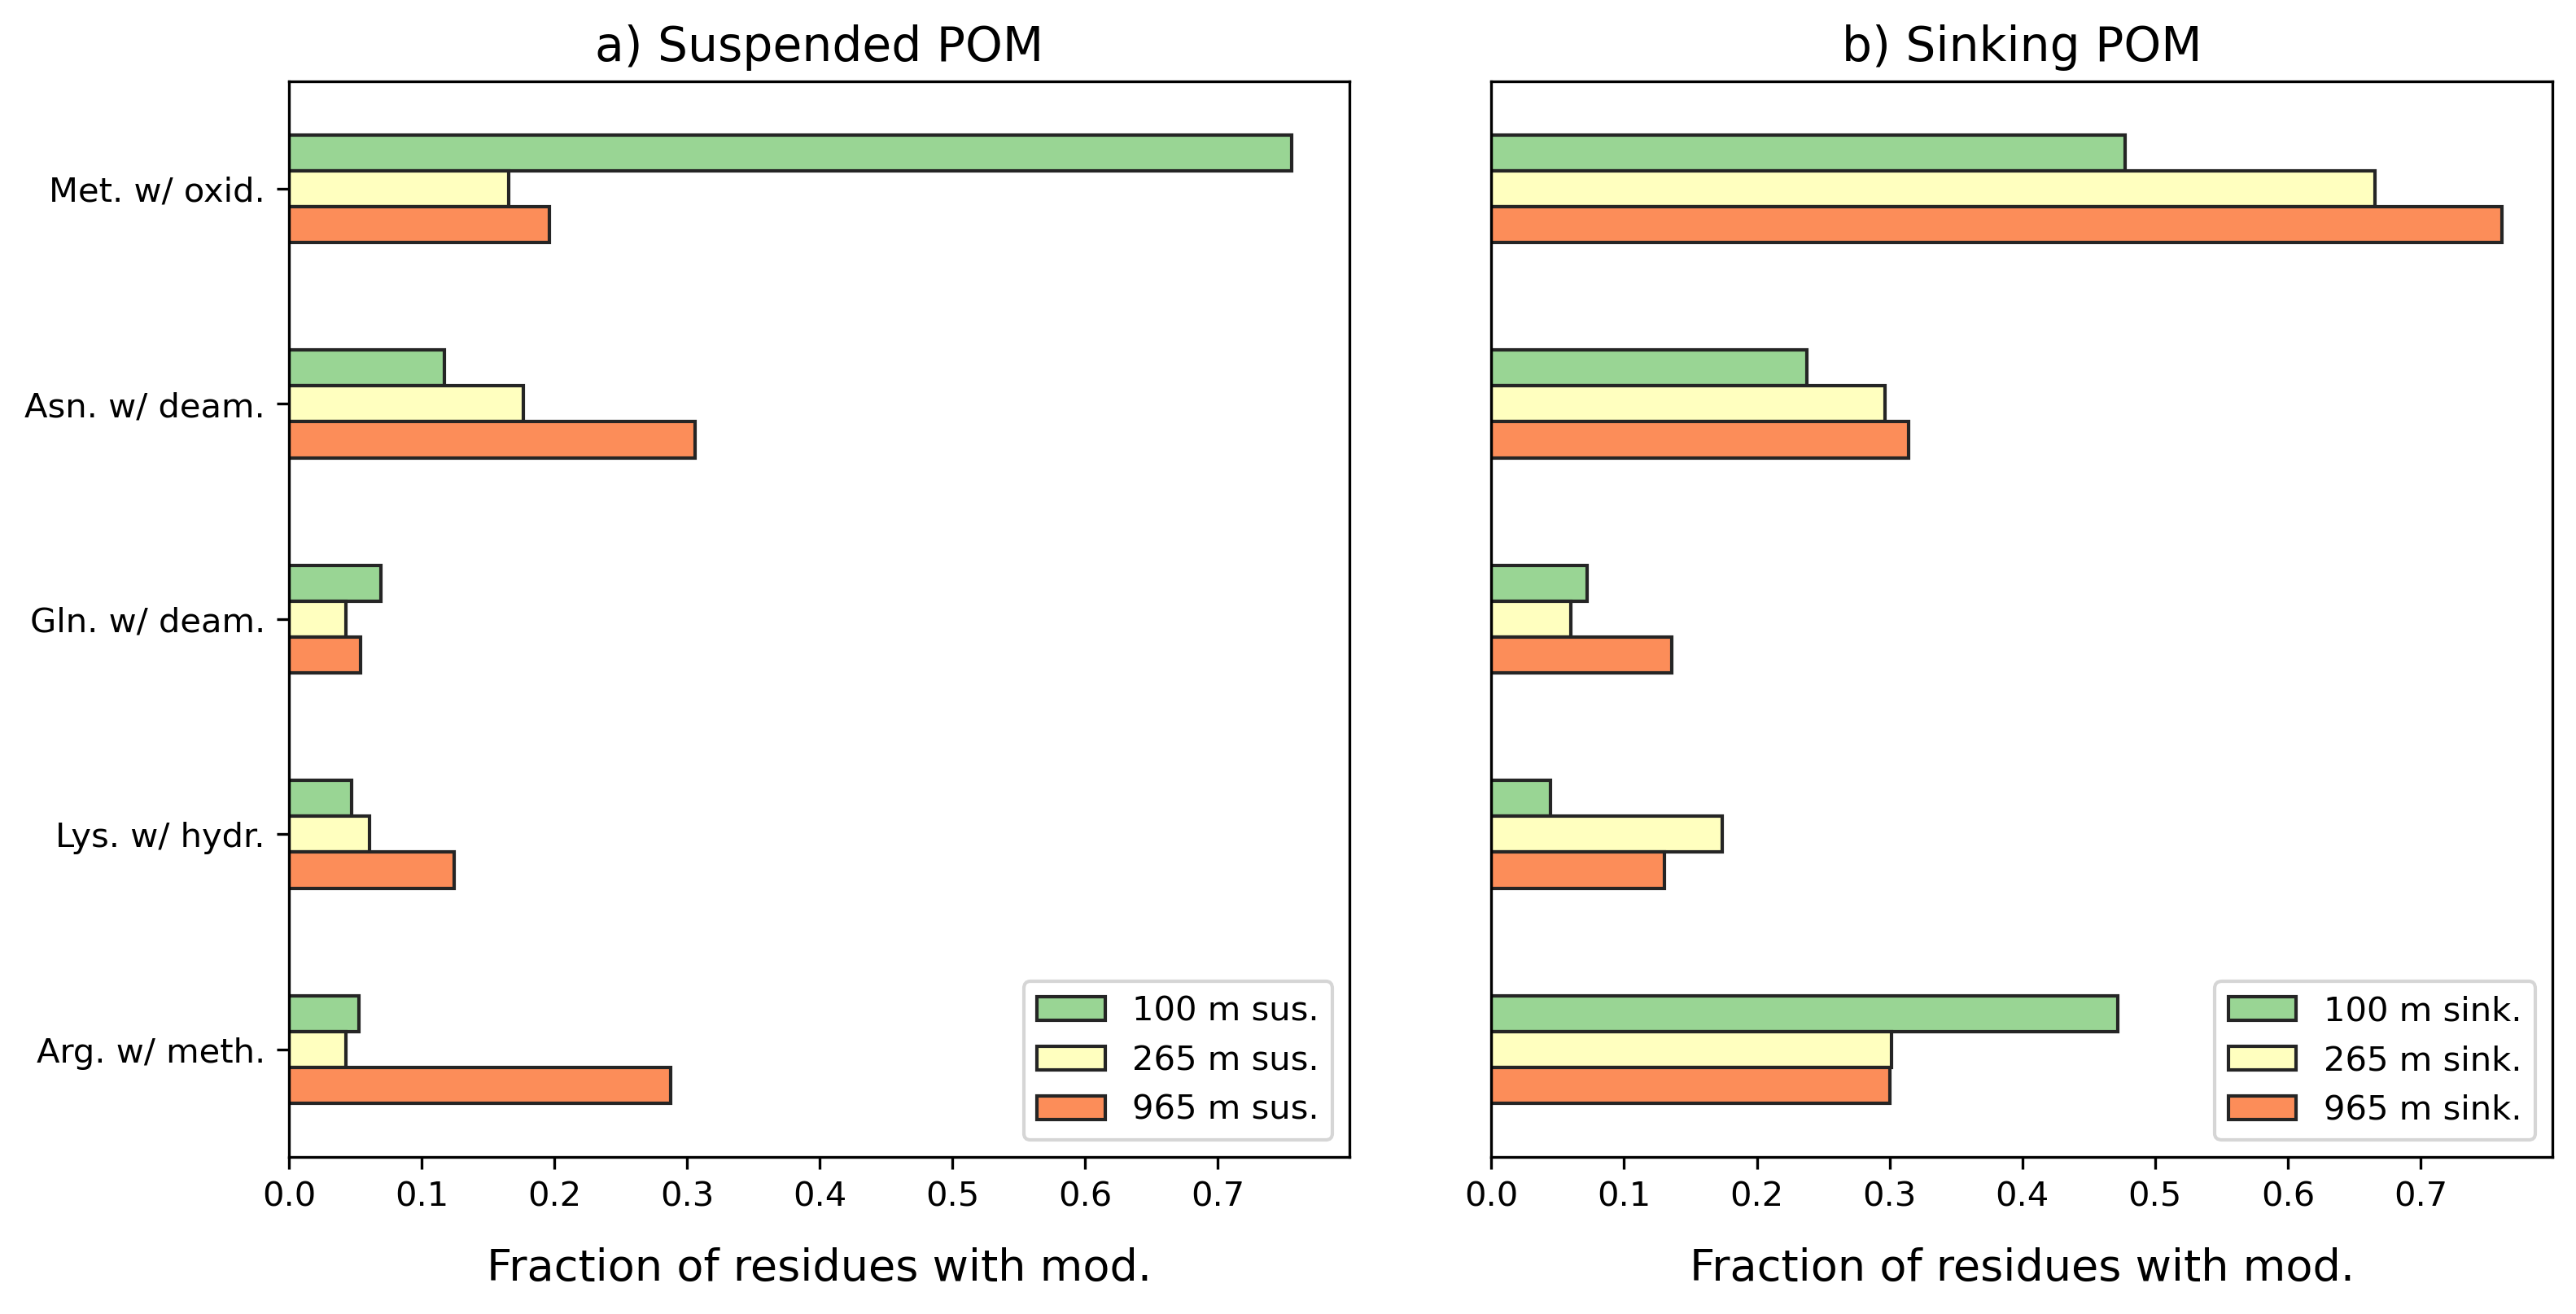 a) Suspended POM
Met. w/ oxid.
Asn. w/ deam.
Gln. w/ deam.
Lys. w/ hydr.
Arg. w/ meth.
100 m sus.
265 m sus.
965 m sus.
0.0 0.1 0.2 0.3 0.4 0.5 0.6 0.7
Fraction of residues with mod.
b) Sinking POM
100 m sink.
265 m sink.
965 m sink.
0.0 0.1 0.2 0.3 0.4 0.5 0.6 0.7
Fraction of residues with mod.